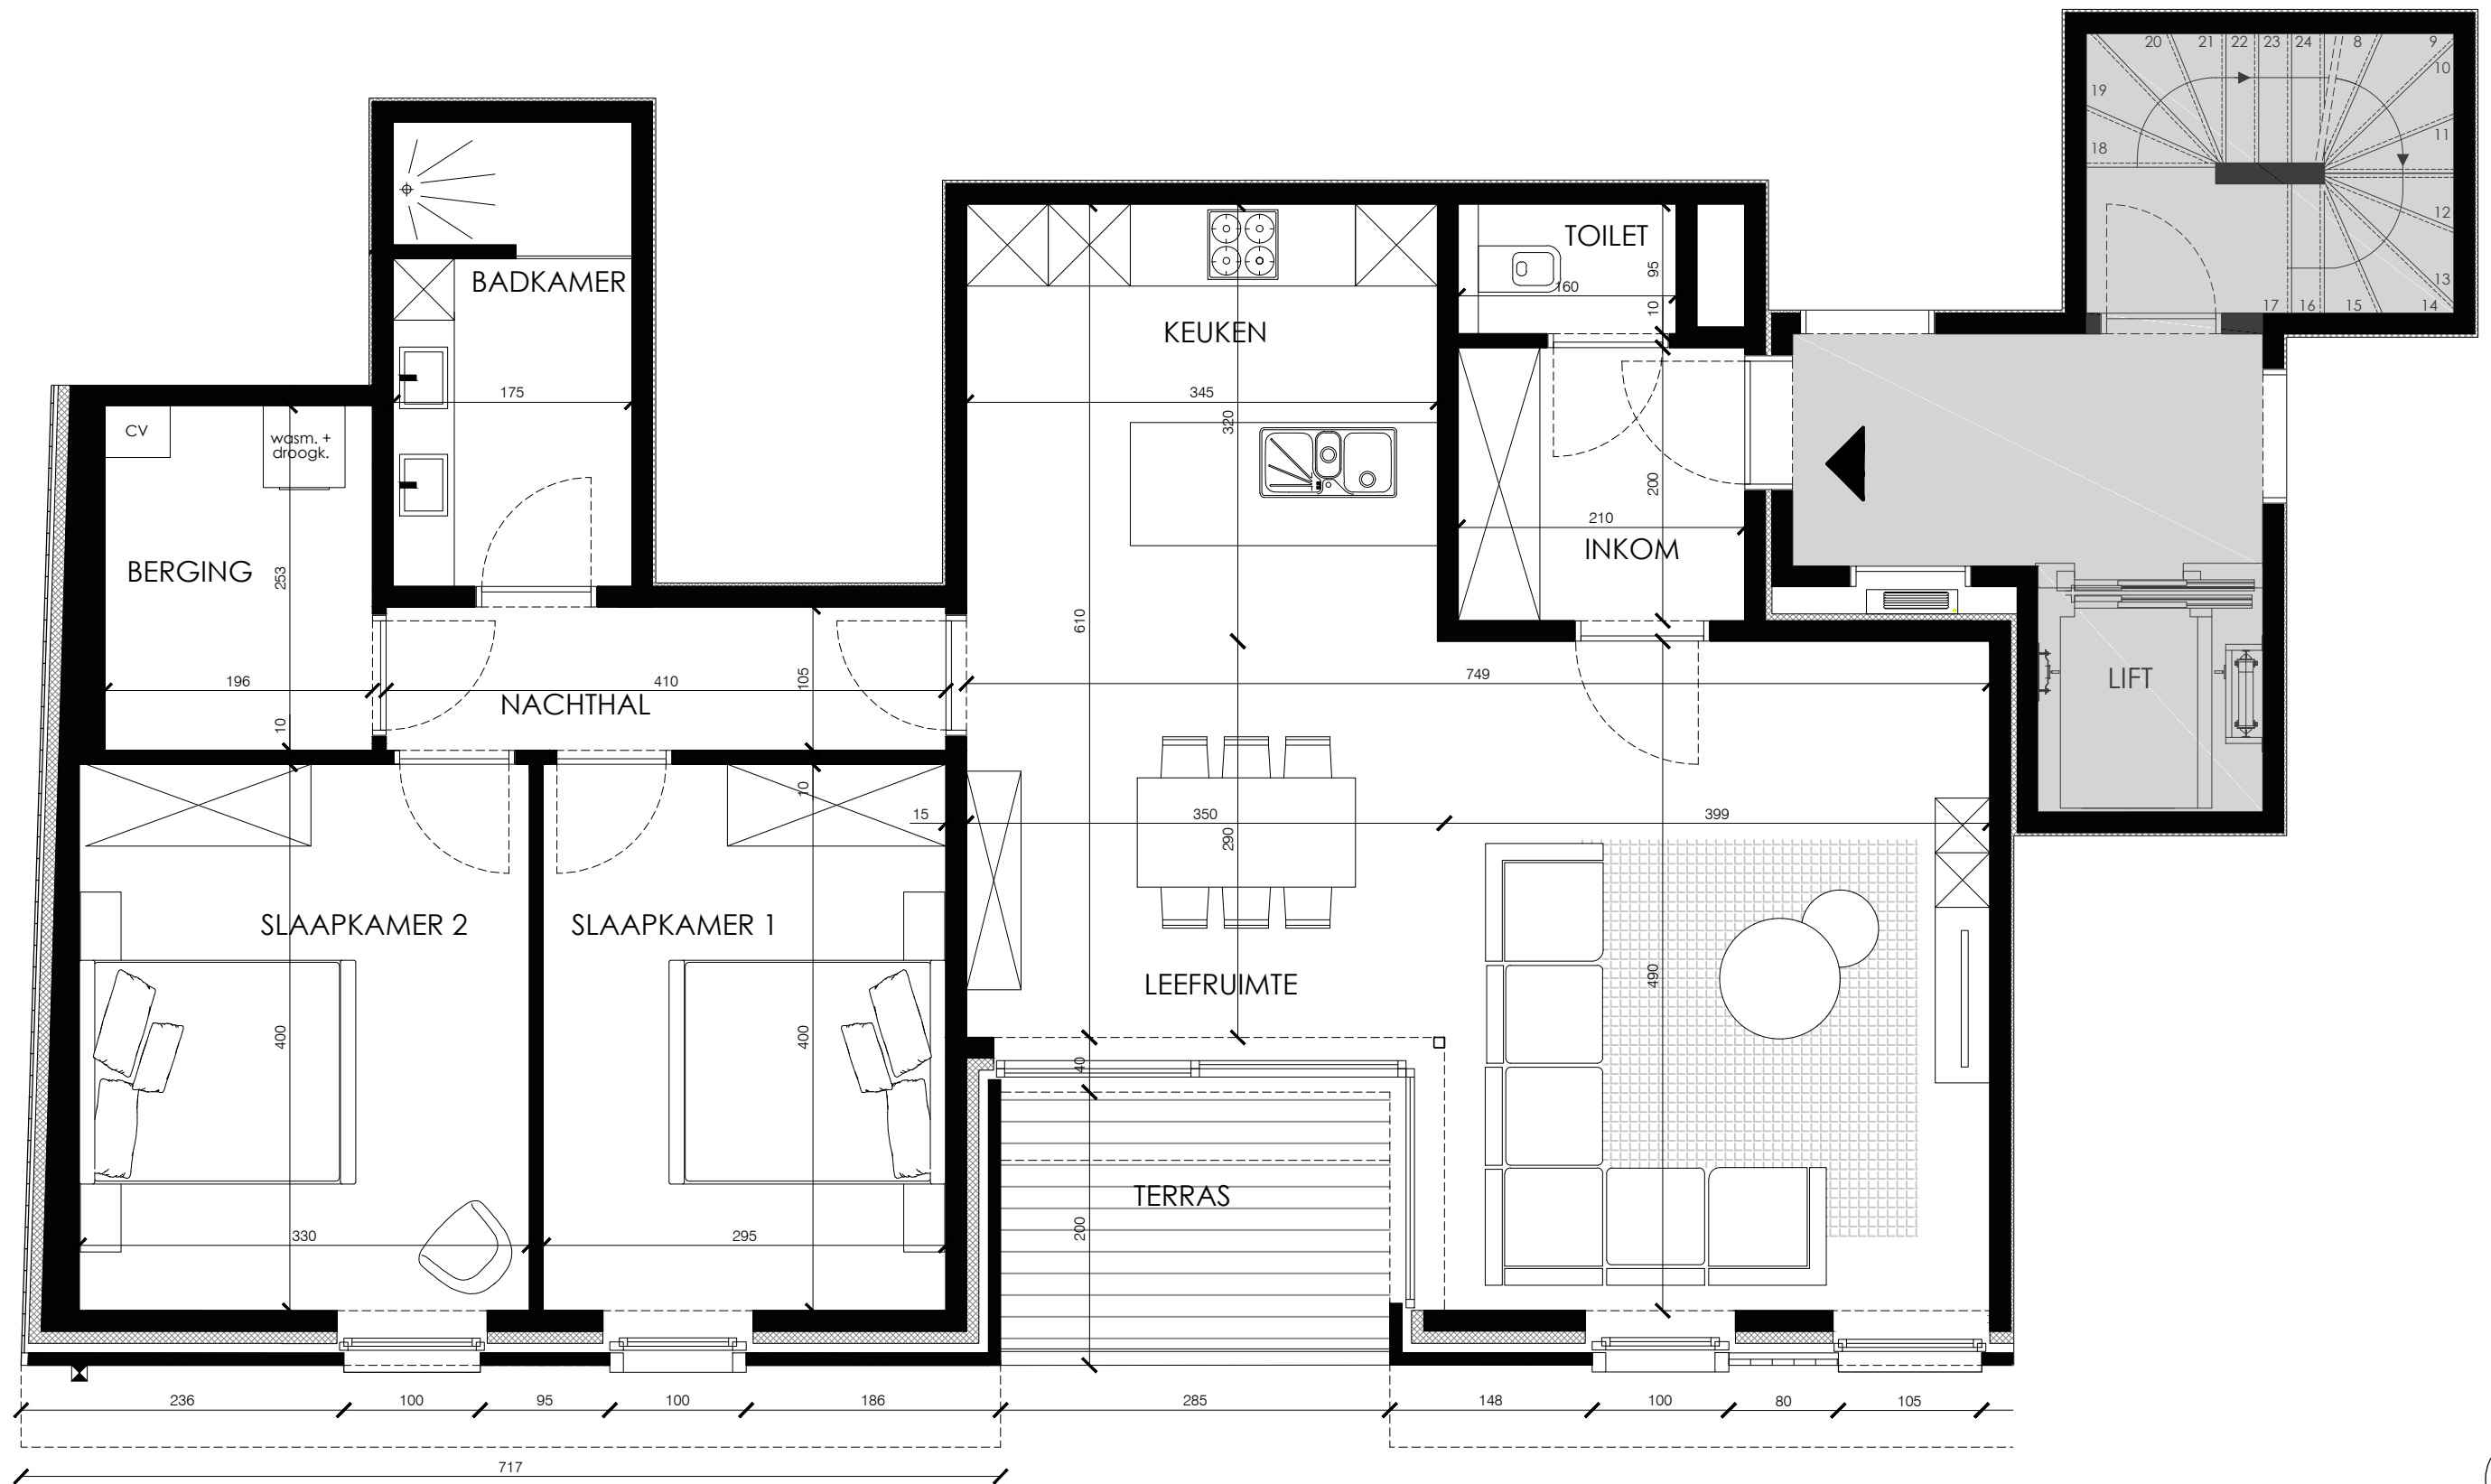 20 21 22 23 24 8 9
10
19
11
18
12
13
17 16 15 14
TOILET
95
160
10
BADKAMER
KEUKEN
175
345
320
CV
wasm. +
droogk.
200
210
INKOM
BERGING
253
610
196
410
105
749
LIFT
NACHTHAL
10
10
15
350
399
290
SLAAPKAMER 2
SLAAPKAMER 1
LEEFRUIMTE
490
400
400
40
TERRAS
200
330
295
236 100 95 100 186 285 148 100 80 105
717